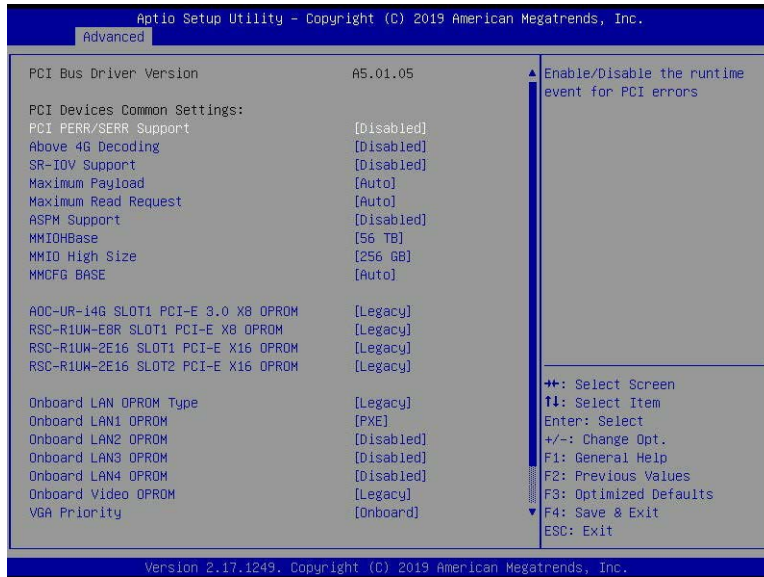 Aptio Setup Utility – Copyright (C) 2019 American Megatrends, Inc.
Advanced
PCI Bus Driver Version A5.01.05
PCI Devices Common Settings:
PCI PERR/SERR Support [Disabled]
Above 4G Decoding [Disabled]
SR-IOV Support [Disabled]
Maximum Payload [Auto]
Maximum Read Request [Auto]
ASPM Support [Disabled]
MMIOHBase [56 TB]
MMIO High Size [256 GB]
MMCFG BASE [Auto]
AOC-UR-i4G SLOT1 PCI-E 3.0 X8 OPROM [Legacy]
RSC-R1UW-E8R SLOT1 PCI-E X8 OPROM [Legacy]
RSC-R1UW-2E16 SLOT1 PCI-E X16 OPROM [Legacy]
RSC-R1UW-2E16 SLOT2 PCI-E X16 OPROM [Legacy]
Onboard LAN OPROM Type [Legacy]
Onboard LAN1 OPROM [PXE]
Onboard LAN2 OPROM [Disabled]
Onboard LAN3 OPROM [Disabled]
Onboard LAN4 OPROM [Disabled]
Onboard Video OPROM [Legacy]
VGA Priority [Onboard]
Enable/Disable the runtime
event for PCI errors
→←: Select Screen
↑↓: Select Item
Enter: Select
+/-: Change Opt.
F1: General Help
F2: Previous Values
F3: Optimized Defaults
F4: Save & Exit
ESC: Exit
Version 2.17.1249. Copyright (C) 2019 American Megatrends, Inc.